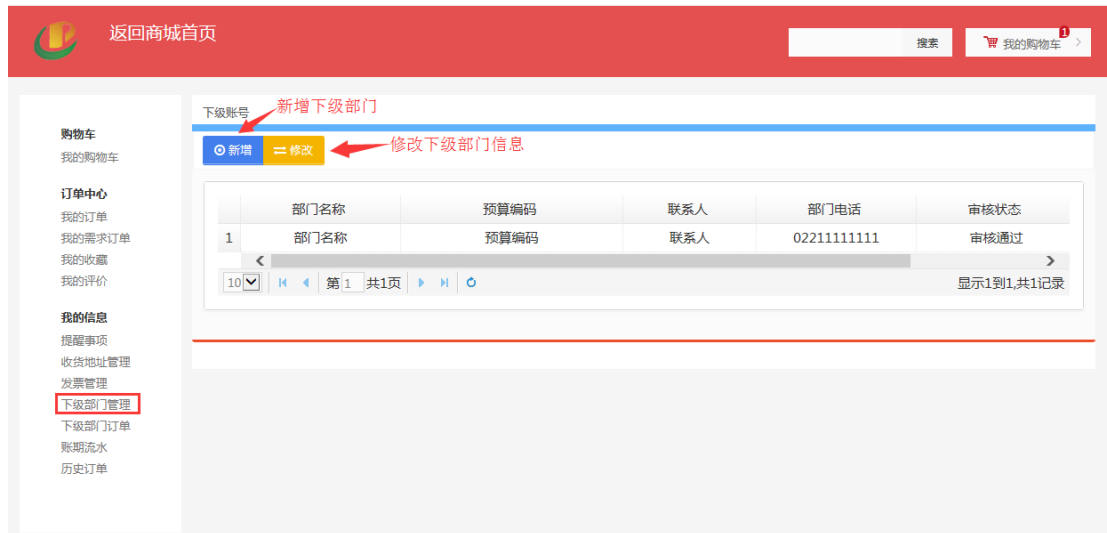 返回商城首页
搜索
我的购物车
1
购物车
我的购物车
订单中心
我的订单
我的需求订单
我的收藏
我的评价
我的信息
提醒事项
收货地址管理
发票管理
下级部门管理
下级部门订单
账期流水
历史订单
下级账号
新增下级部门
新增
修改
修改下级部门信息
部门名称 预算编码 联系人 部门电话 审核状态
1 部门名称 预算编码 联系人 02211111111 审核通过
10 第 1 共1页 显示1到1,共1记录